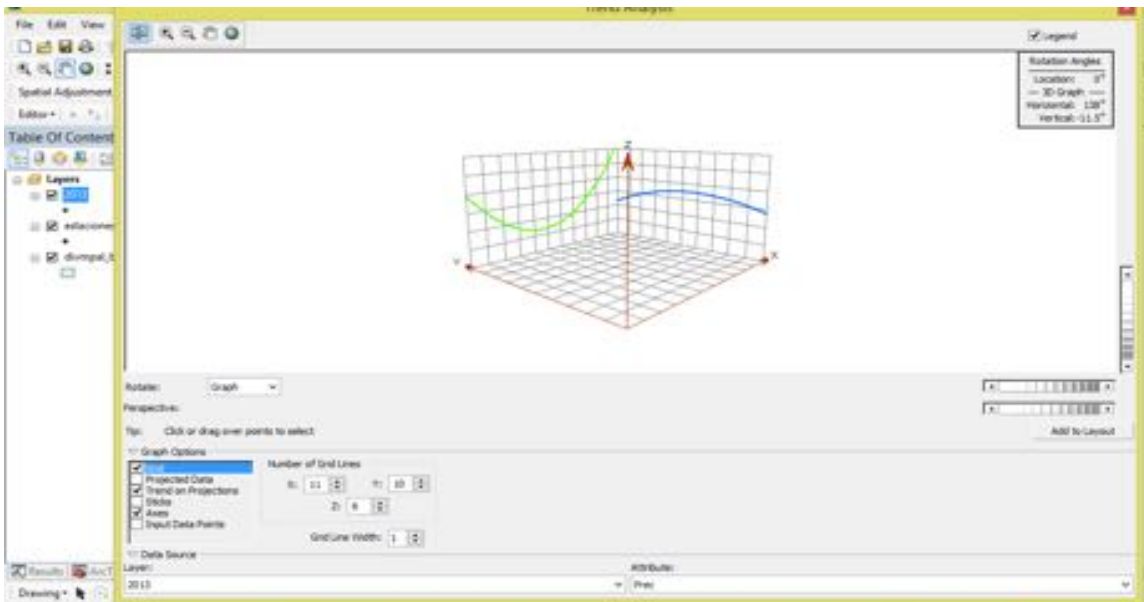 Trend Analysis
File Edit View
Legend
Rotation Angles
Location: 0°
3D Graph
Horizontal: 138°
Vertical: -11.5°
Spatial Adjustment
Editor
Table Of Content
Layers
2013
estaciones
Z
Y
X
Rotate: Graph
Perspective:
Tip: Click or drag over points to select
Add to Layout
Graph Options
Grid
Projected Data
Trend on Projections
Sticks
Axes
Input Data Points
Number of Grid Lines
X: 11 Y: 10
Z: 6
Grid Line Width: 1
Data Source
Layer: Attribute:
2013 Prec
Results ArcT
Drawing